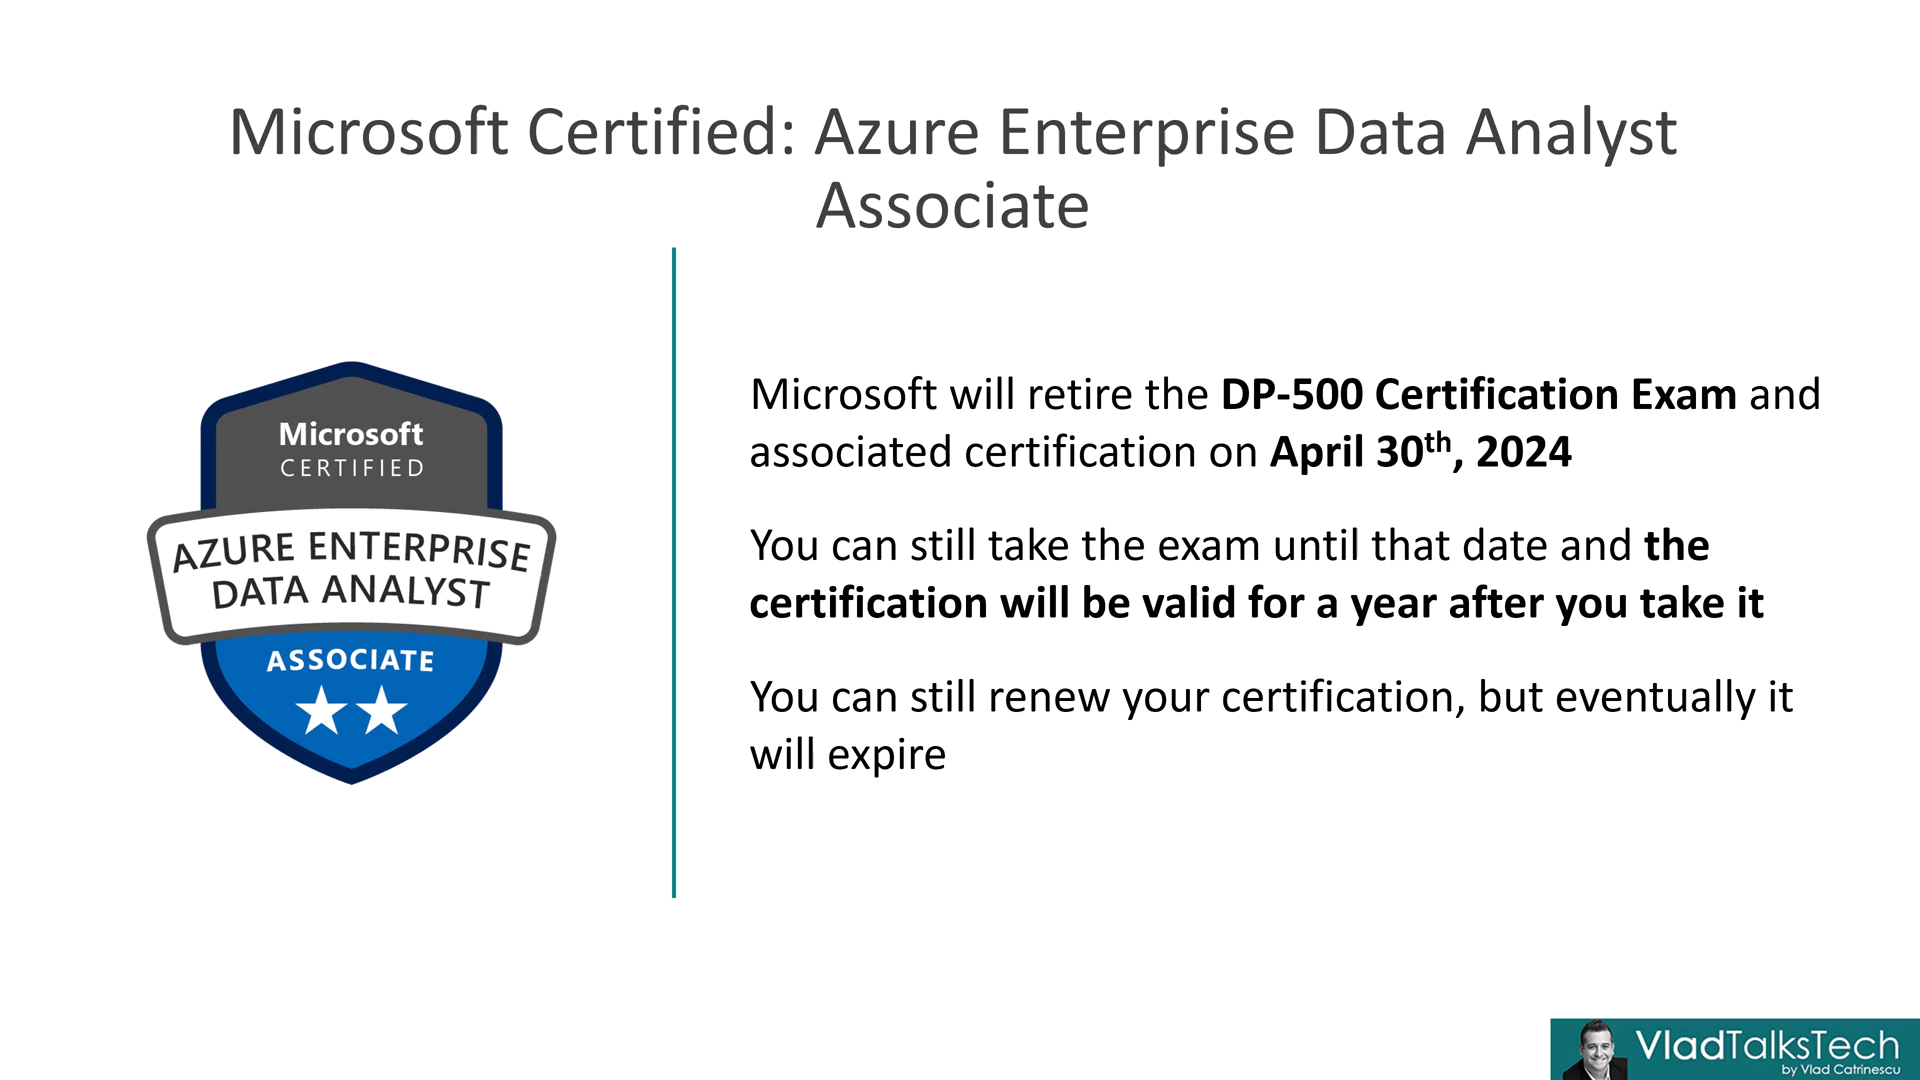 Microsoft Certified: Azure Enterprise Data Analyst
Associate
Microsoft
CERTIFIED
AZURE ENTERPRISE
DATA ANALYST
ASSOCIATE
Microsoft will retire the DP-500 Certification Exam and
associated certification on April 30th, 2024
You can still take the exam until that date and the
certification will be valid for a year after you take it
You can still renew your certification, but eventually it
will expire
VladTalksTech
by Vlad Catrinescu